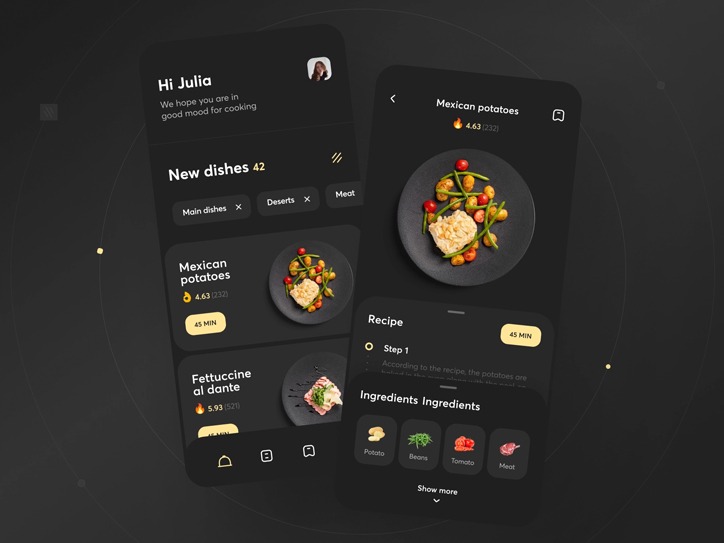 Hi Julia
We hope you are in
good mood for cooking
New dishes 42
Main dishes ×
Deserts ×
Meat
Mexican
potatoes
4.63 (232)
45 MIN
Fettuccine
al dante
5.93 (521)
45 MIN
Mexican potatoes
4.63 (232)
Recipe
45 MIN
Step 1
According to the recipe, the potatoes are
Ingredients Ingredients
Potato
Beans
Tomato
Meat
Show more